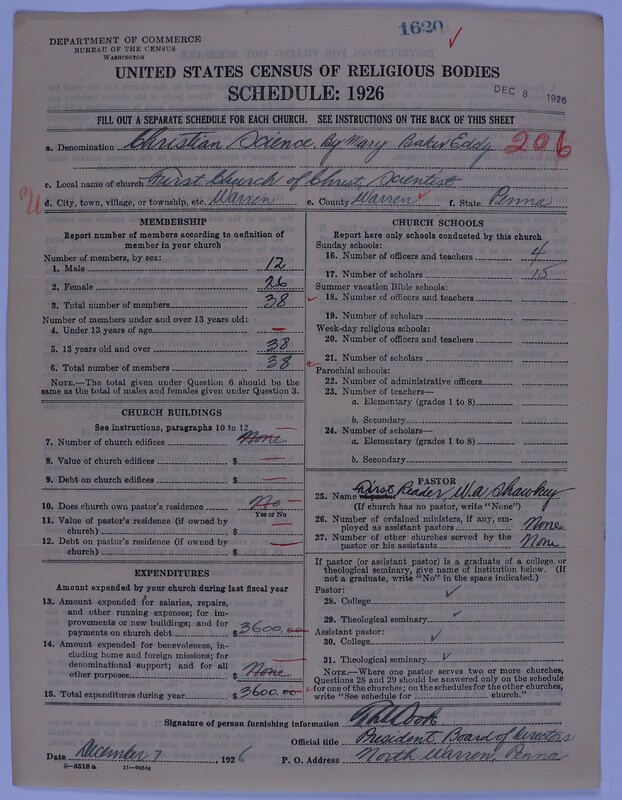 1620
DEPARTMENT OF COMMERCE
BUREAU OF THE CENSUS
WASHINGTON
UNITED STATES CENSUS OF RELIGIOUS BODIES
SCHEDULE: 1926
DEC 8 1926
FILL OUT A SEPARATE SCHEDULE FOR EACH CHURCH. SEE INSTRUCTIONS ON THE BACK OF THIS SHEET
a. Denomination Christian Science, By Mary Baker Eddy 206
c. Local name of church First Church of Christ, Scientist
d. City, town, village, or township, etc. Warren e. County Warren f. State Penna
MEMBERSHIP
Report number of members according to definition of
member in your church
Number of members, by sex:
1. Male 12
2. Female 26
3. Total number of members 38
Number of members under and over 13 years old:
4. Under 13 years of age —
5. 13 years old and over 38
6. Total number of members 38
NOTE.—The total given under Question 6 should be
same as the total of males and females given under Question 3.
CHURCH BUILDINGS
See instructions, paragraphs 10 to 12
7. Number of church edifices None
8. Value of church edifices $ —
9. Debt on church edifices $ —
10. Does church own pastor's residence No
Yes or No
11. Value of pastor's residence (if owned by
church) $ —
12. Debt on pastor's residence (if owned by
church) $ —
EXPENDITURES
Amount expended by your church during last fiscal year
13. Amount expended for salaries, repairs,
and other running expenses; for im-
provements or new buildings; and for
payments on church debt $ 3600.00
14. Amount expended for benevolences, in-
cluding home and foreign missions; for
denominational support; and for all
other purposes $ None
15. Total expenditures during year $ 3600.00
CHURCH SCHOOLS
Report here only schools conducted by this church
Sunday schools:
16. Number of officers and teachers 4
17. Number of scholars 15
Summer vacation Bible schools:
18. Number of officers and teachers
19. Number of scholars
Week-day religious schools:
20. Number of officers and teachers
21. Number of scholars
Parochial schools:
22. Number of administrative officers
23. Number of teachers—
a. Elementary (grades 1 to 8)
b. Secondary
24. Number of scholars—
a. Elementary (grades 1 to 8)
b. Secondary
PASTOR
25. Name First Reader W.A. Shawkey
(If church has no pastor, write "None")
26. Number of ordained ministers, if any, em-
ployed as assistant pastors None
27. Number of other churches served by the
pastor or his assistants None
If pastor (or assistant pastor) is a graduate of a college or
theological seminary, give name of institution below. (If
not a graduate, write "No" in the space indicated.)
Pastor:
28. College
29. Theological seminary
Assistant pastor:
30. College
31. Theological seminary
NOTE.—Where one pastor serves two or more churches,
Questions 28 and 29 should be answered only on the schedule
for one of the churches; on the schedules for the other churches,
write "See schedule for church."
Signature of person furnishing information
Official title President, Board of Directors
Date December 7, 1926 P. O. Address North Warren, Penna
8—5518 a 11—9034a